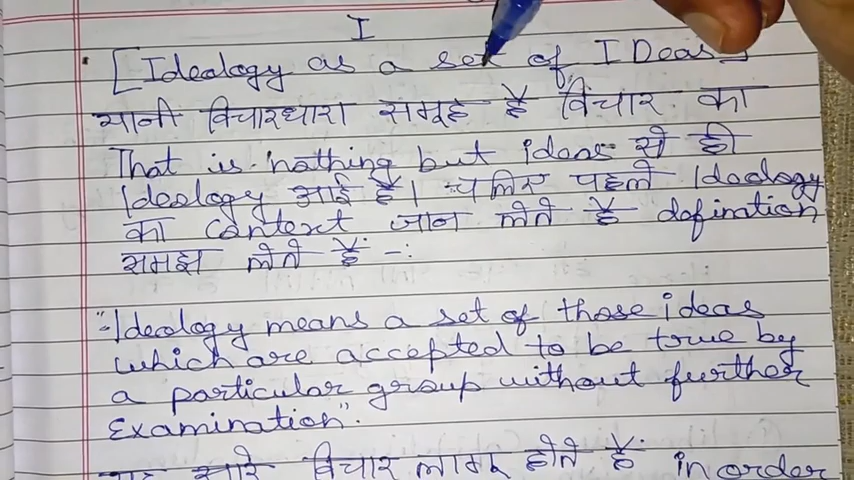 I
[Ideology as a set of IDeas]
यानी विचारधारा समूह है विचार का
That is nothing but ideas से ही
Ideology आई है। चलिए पहले Ideology
का context जान लेते है defination
समझ लेते हैं -:
"Ideology means a set of those ideas
which are accepted to be true by
a particular group without further
Examination".
सारे विचार लागू होते हैं in order